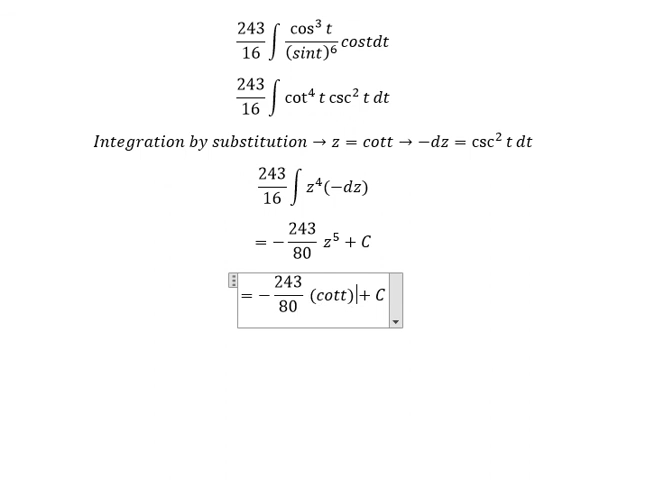 243/16 ∫ cos³ t/(sint)⁶ costdt
243/16 ∫ cot⁴ t csc² t dt
Integration by substitution → z = cott → −dz = csc² t dt
243/16 ∫ z⁴(−dz)
= − 243/80 z⁵ + C
= − 243/80 (cott)+ C